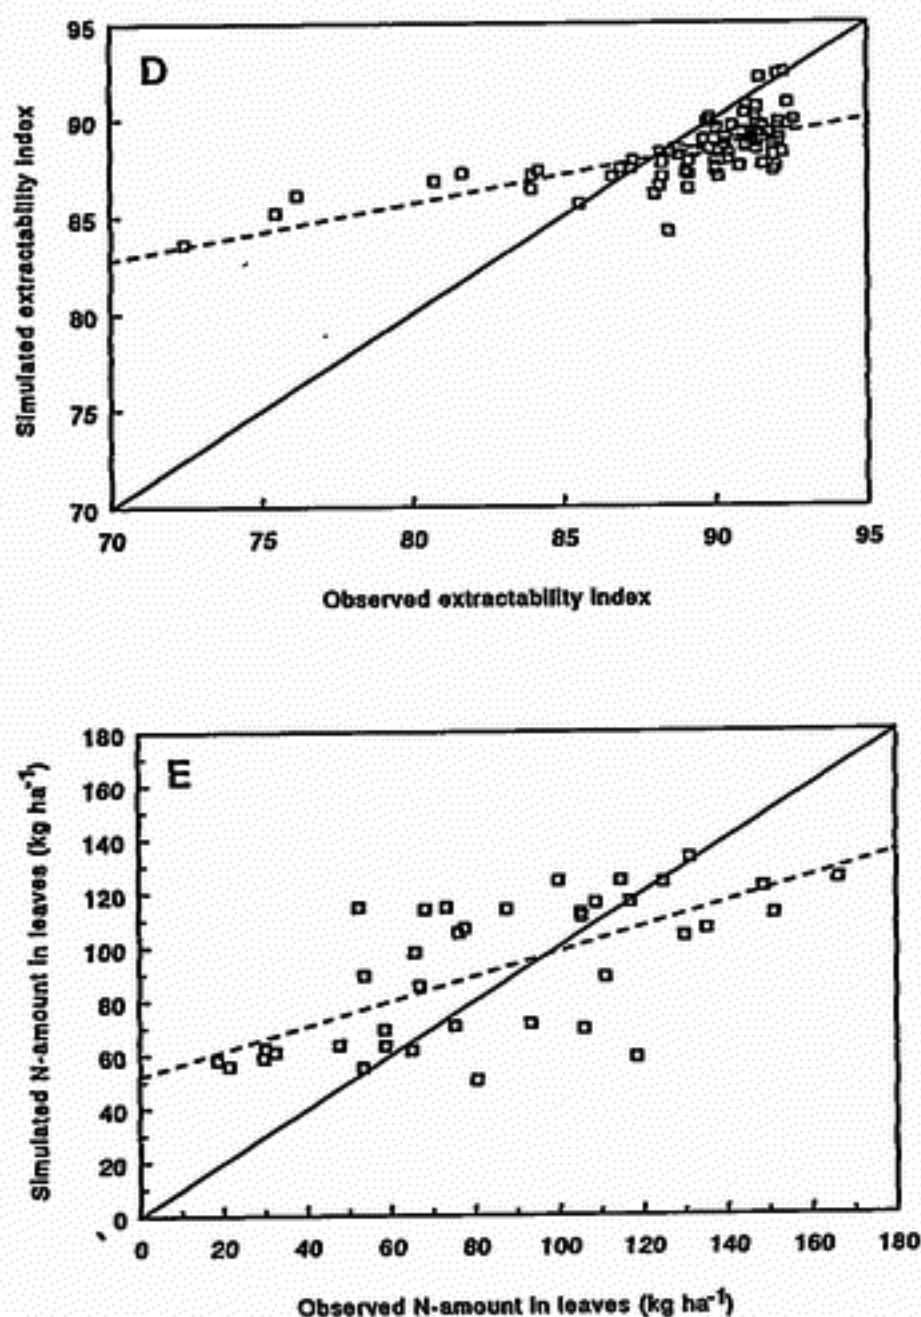 D
Simulated extractability index
95
90
85
80
75
70
70 75 80 85 90 95
Observed extractability index
E
Simulated N-amount in leaves (kg ha⁻¹)
180
160
140
120
100
80
60
40
20
0
0 20 40 60 80 100 120 140 160 180
Observed N-amount in leaves (kg ha⁻¹)